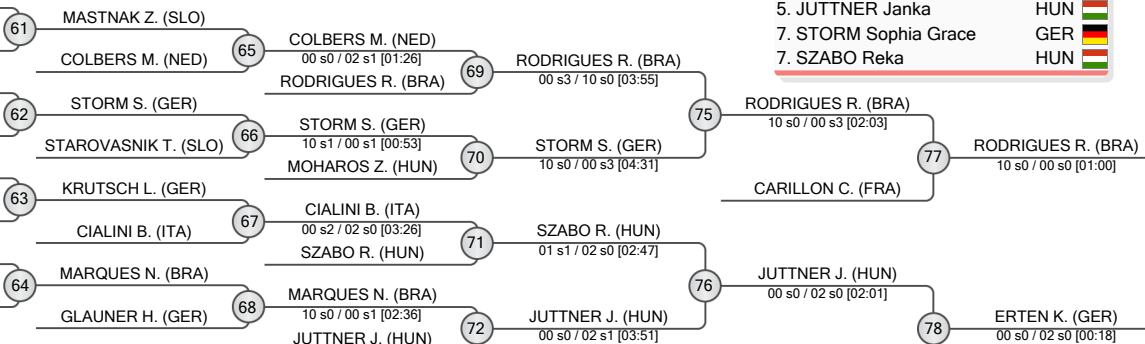 61
MASTNAK Z. (SLO)
COLBERS M. (NED)
62
STORM S. (GER)
STAROVASNIK T. (SLO)
63
KRUTSCH L. (GER)
CIALINI B. (ITA)
64
MARQUES N. (BRA)
GLAUNER H. (GER)
65
COLBERS M. (NED)
00 s0 / 02 s1 [01:26]
RODRIGUES R. (BRA)
66
STORM S. (GER)
10 s1 / 00 s1 [00:53]
MOHAROS Z. (HUN)
67
CIALINI B. (ITA)
00 s2 / 02 s0 [03:26]
SZABO R. (HUN)
68
MARQUES N. (BRA)
10 s0 / 00 s1 [02:36]
JUTTNER J. (HUN)
69
RODRIGUES R. (BRA)
00 s3 / 10 s0 [03:55]
70
STORM S. (GER)
10 s0 / 00 s3 [04:31]
71
SZABO R. (HUN)
01 s1 / 02 s0 [02:47]
72
JUTTNER J. (HUN)
00 s0 / 02 s1 [03:51]
75
RODRIGUES R. (BRA)
10 s0 / 00 s3 [02:03]
CARILLON C. (FRA)
76
JUTTNER J. (HUN)
00 s0 / 02 s0 [02:01]
77
RODRIGUES R. (BRA)
10 s0 / 00 s0 [01:00]
78
ERTEN K. (GER)
00 s0 / 02 s0 [00:18]
5. JUTTNER Janka HUN
7. STORM Sophia Grace GER
7. SZABO Reka HUN